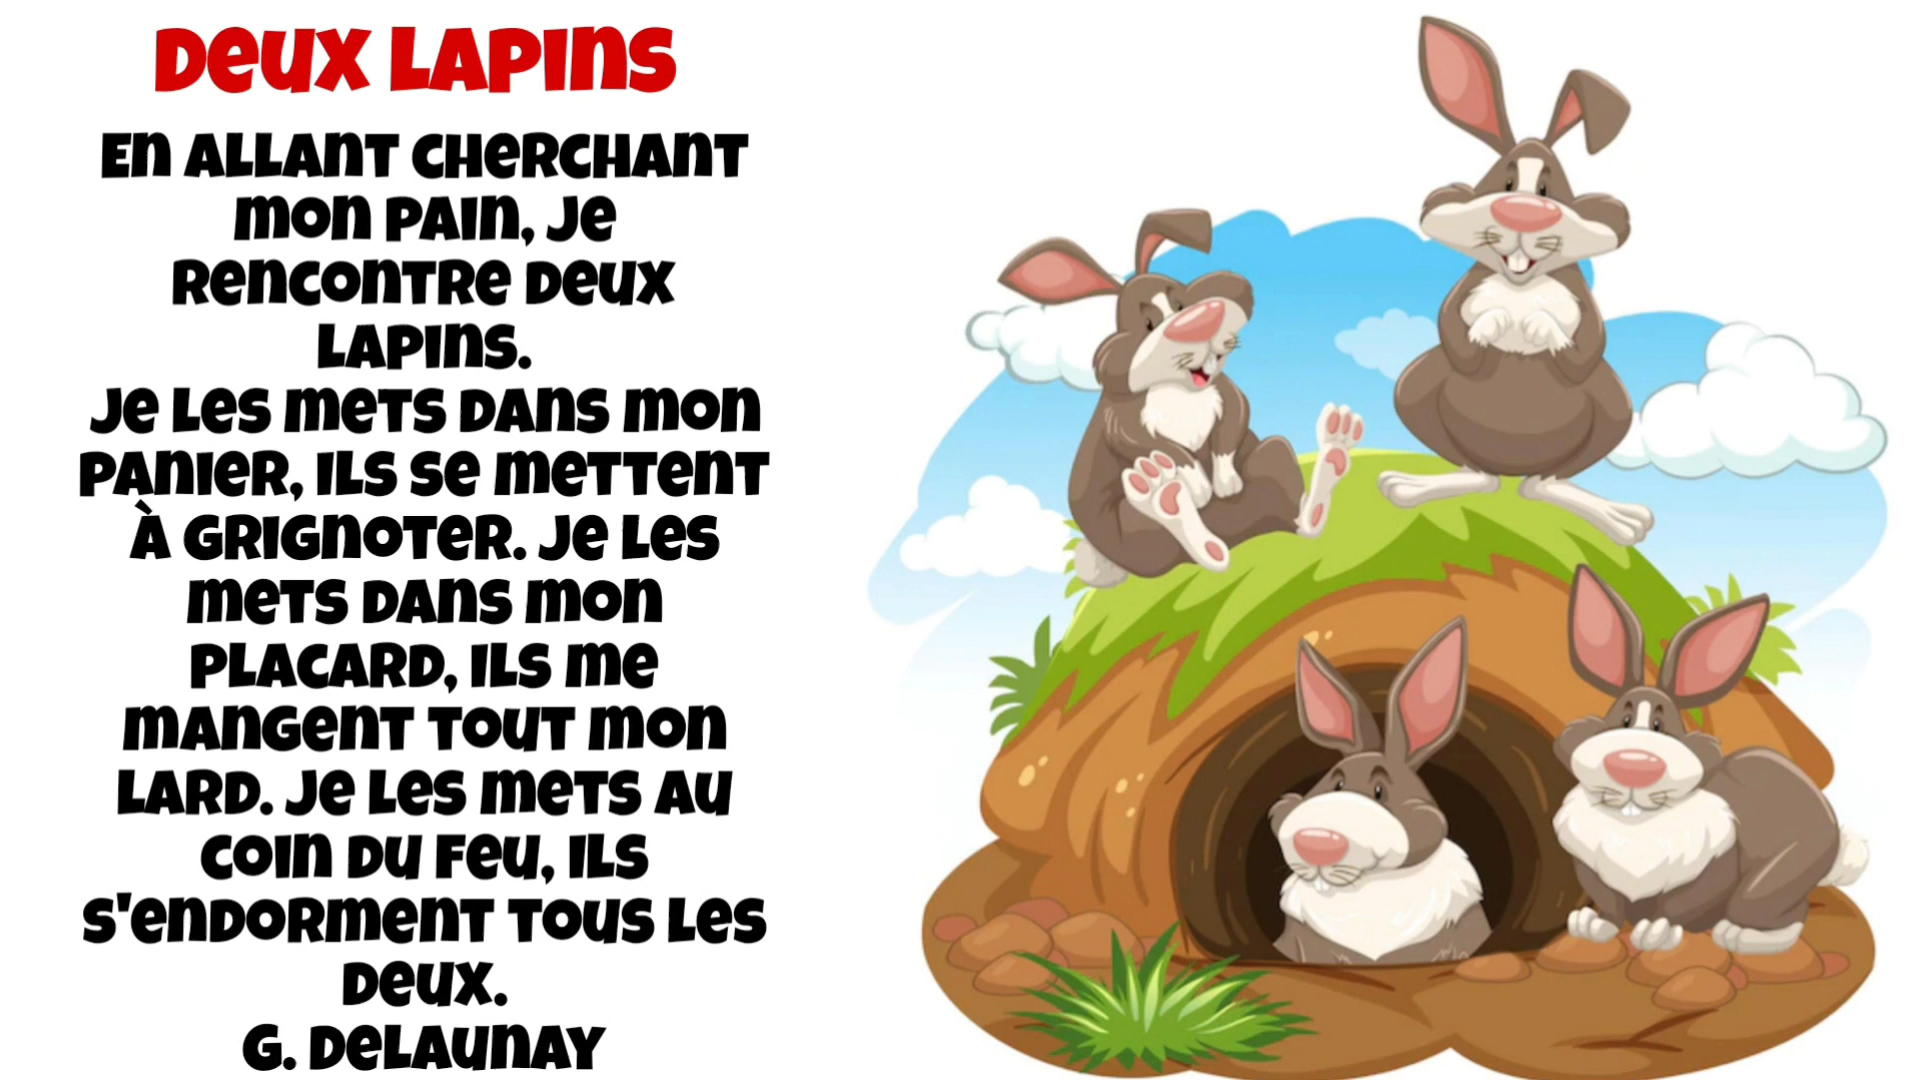 Deux Lapins
En allant cherchant
mon pain, je
rencontre deux
lapins.
Je les mets dans mon
panier, ils se mettent
à grignoter. Je les
mets dans mon
placard, ils me
mangent tout mon
lard. Je les mets au
coin du feu, ils
s'endorment tous les
deux.
G. Delaunay